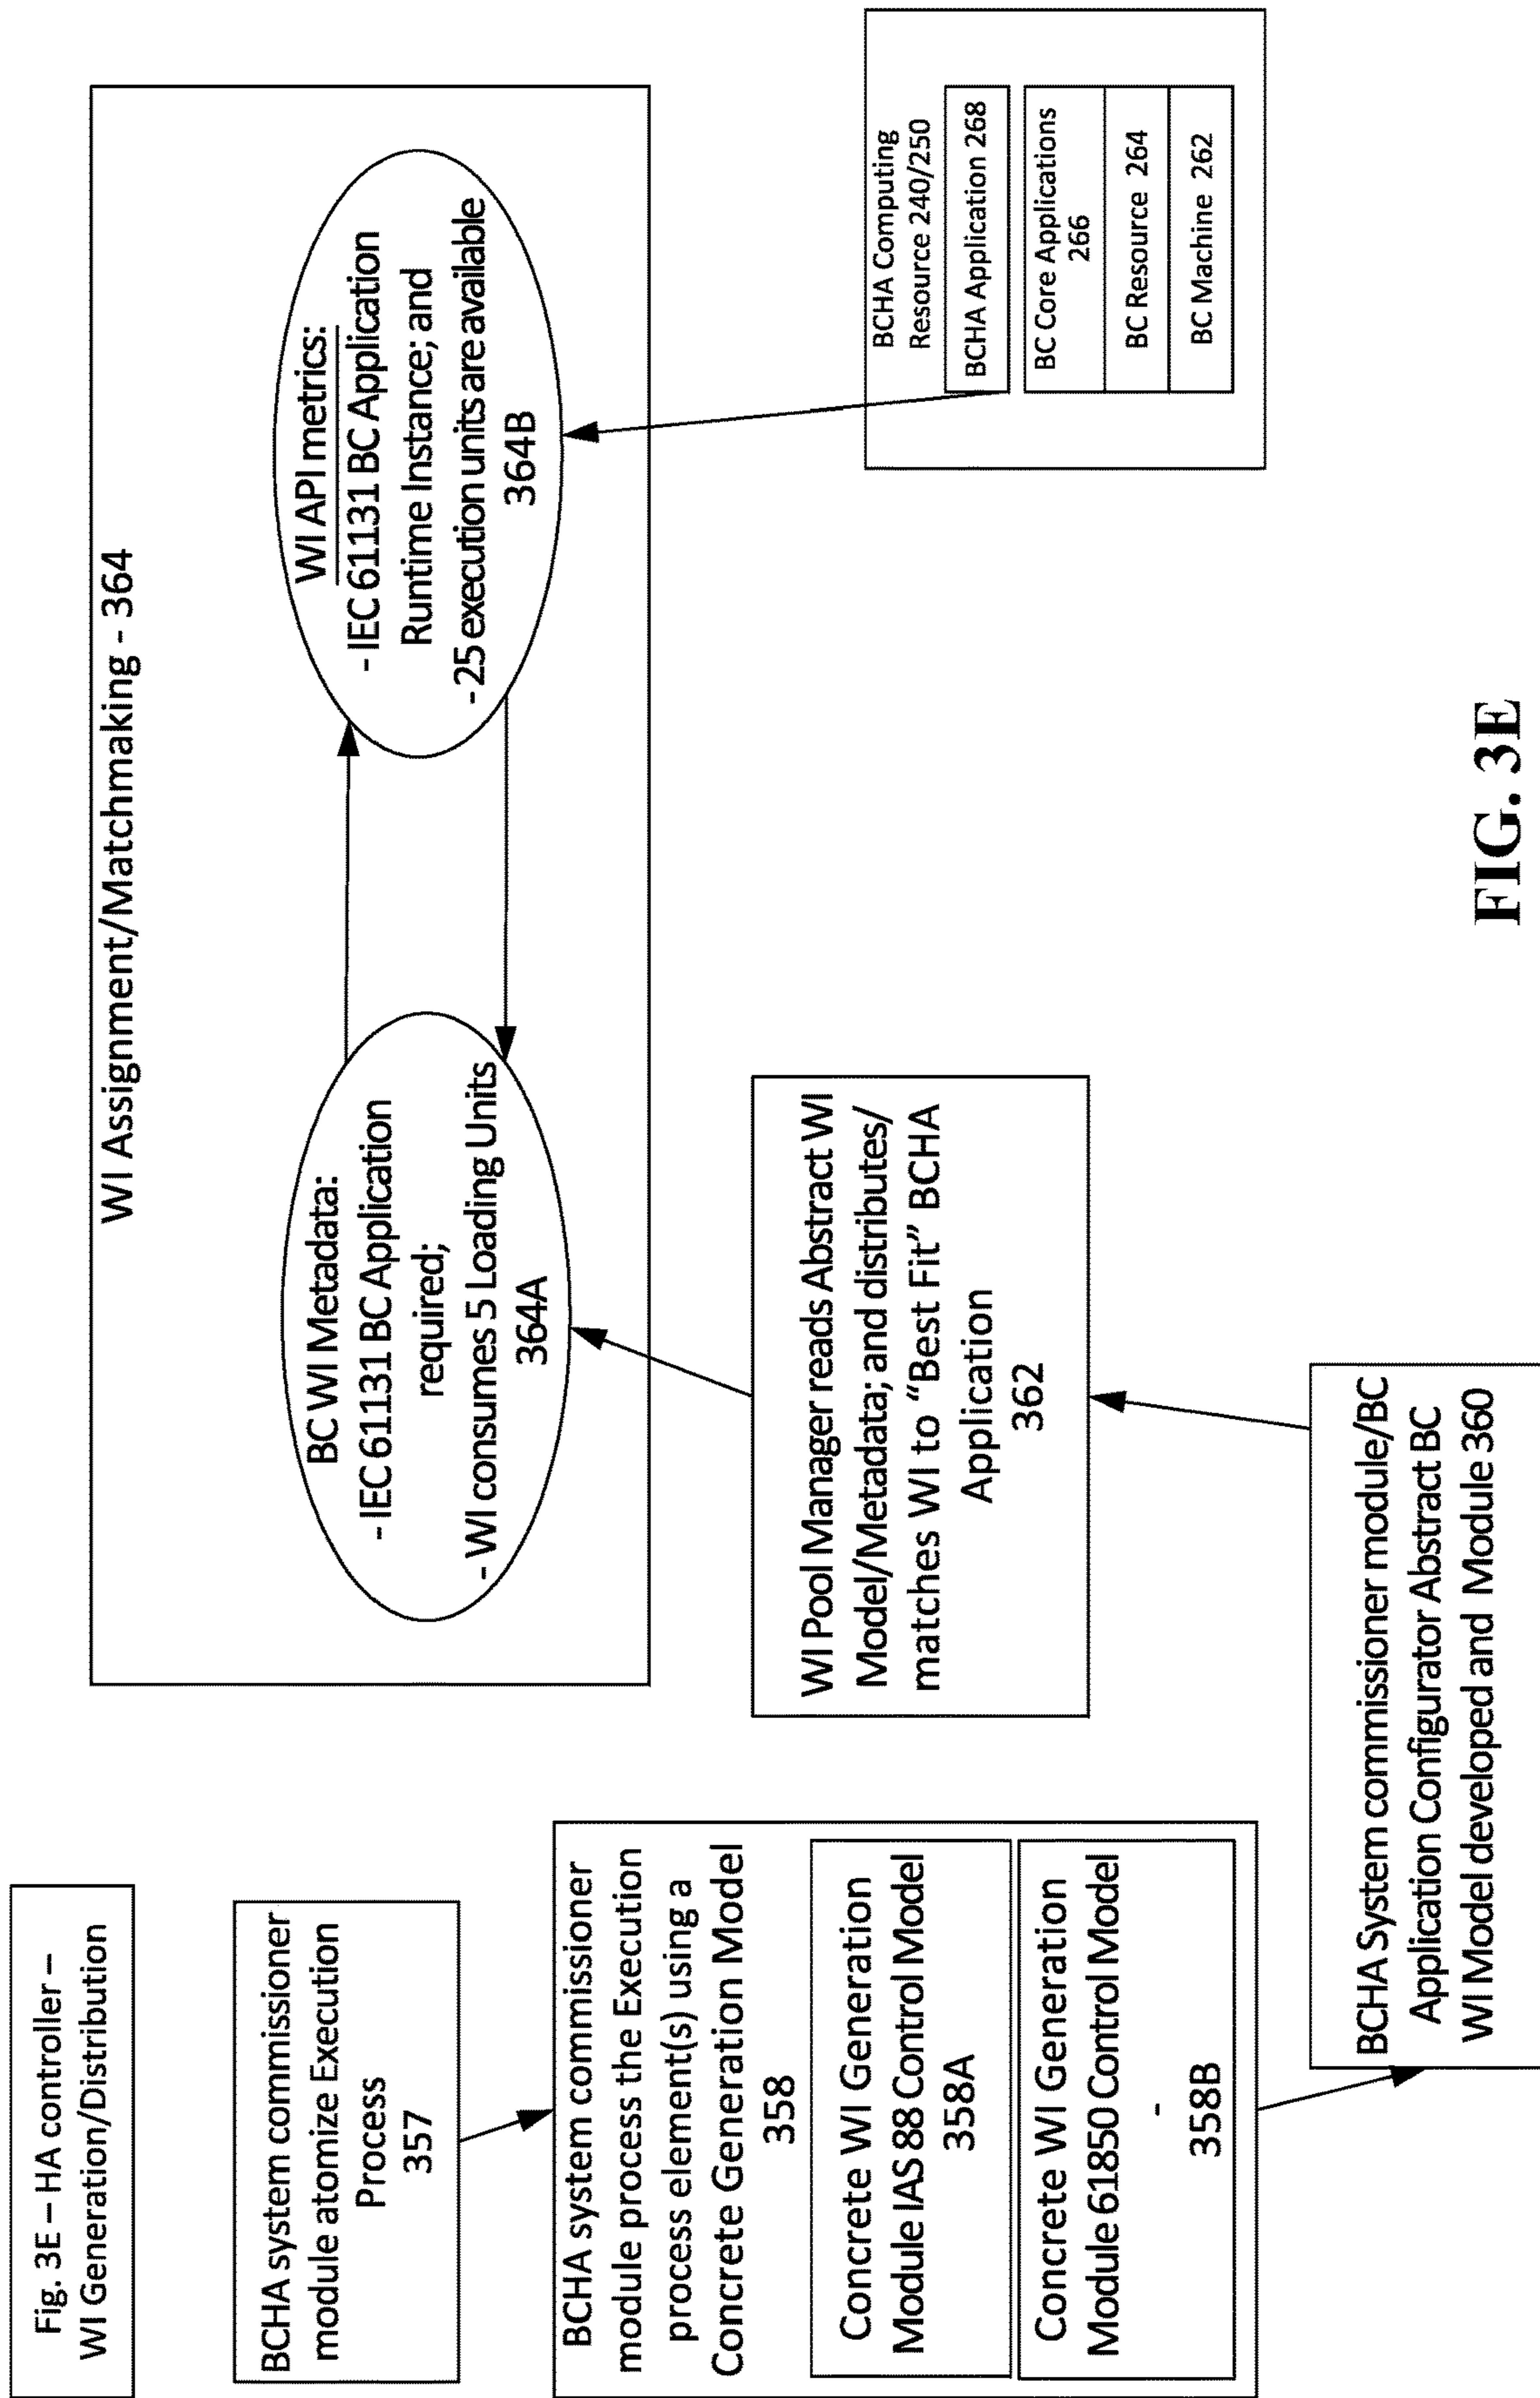 Fig. 3E – HA controller –
WI Generation/Distribution
BCHA system commissioner
module atomize Execution
Process
357
BCHA system commissioner
module process the Execution
process element(s) using a
Concrete Generation Model
358
Concrete WI Generation
Module IAS 88 Control Model
358A
Concrete WI Generation
Module 61850 Control Model
-
358B
BCHA System commissioner module/BC
Application Configurator Abstract BC
WI Model developed and Module 360
WI Pool Manager reads Abstract WI
Model/Metadata; and distributes/
matches WI to “Best Fit” BCHA
Application
362
WI Assignment/Matchmaking - 364
BC WI Metadata:
- IEC 61131 BC Application
required;
- WI consumes 5 Loading Units
364A
WI API metrics:
- IEC 61131 BC Application
Runtime Instance; and
- 25 execution units are available
364B
BCHA Computing
Resource 240/250
BCHA Application 268
BC Core Applications
266
BC Resource 264
BC Machine 262
FIG. 3E